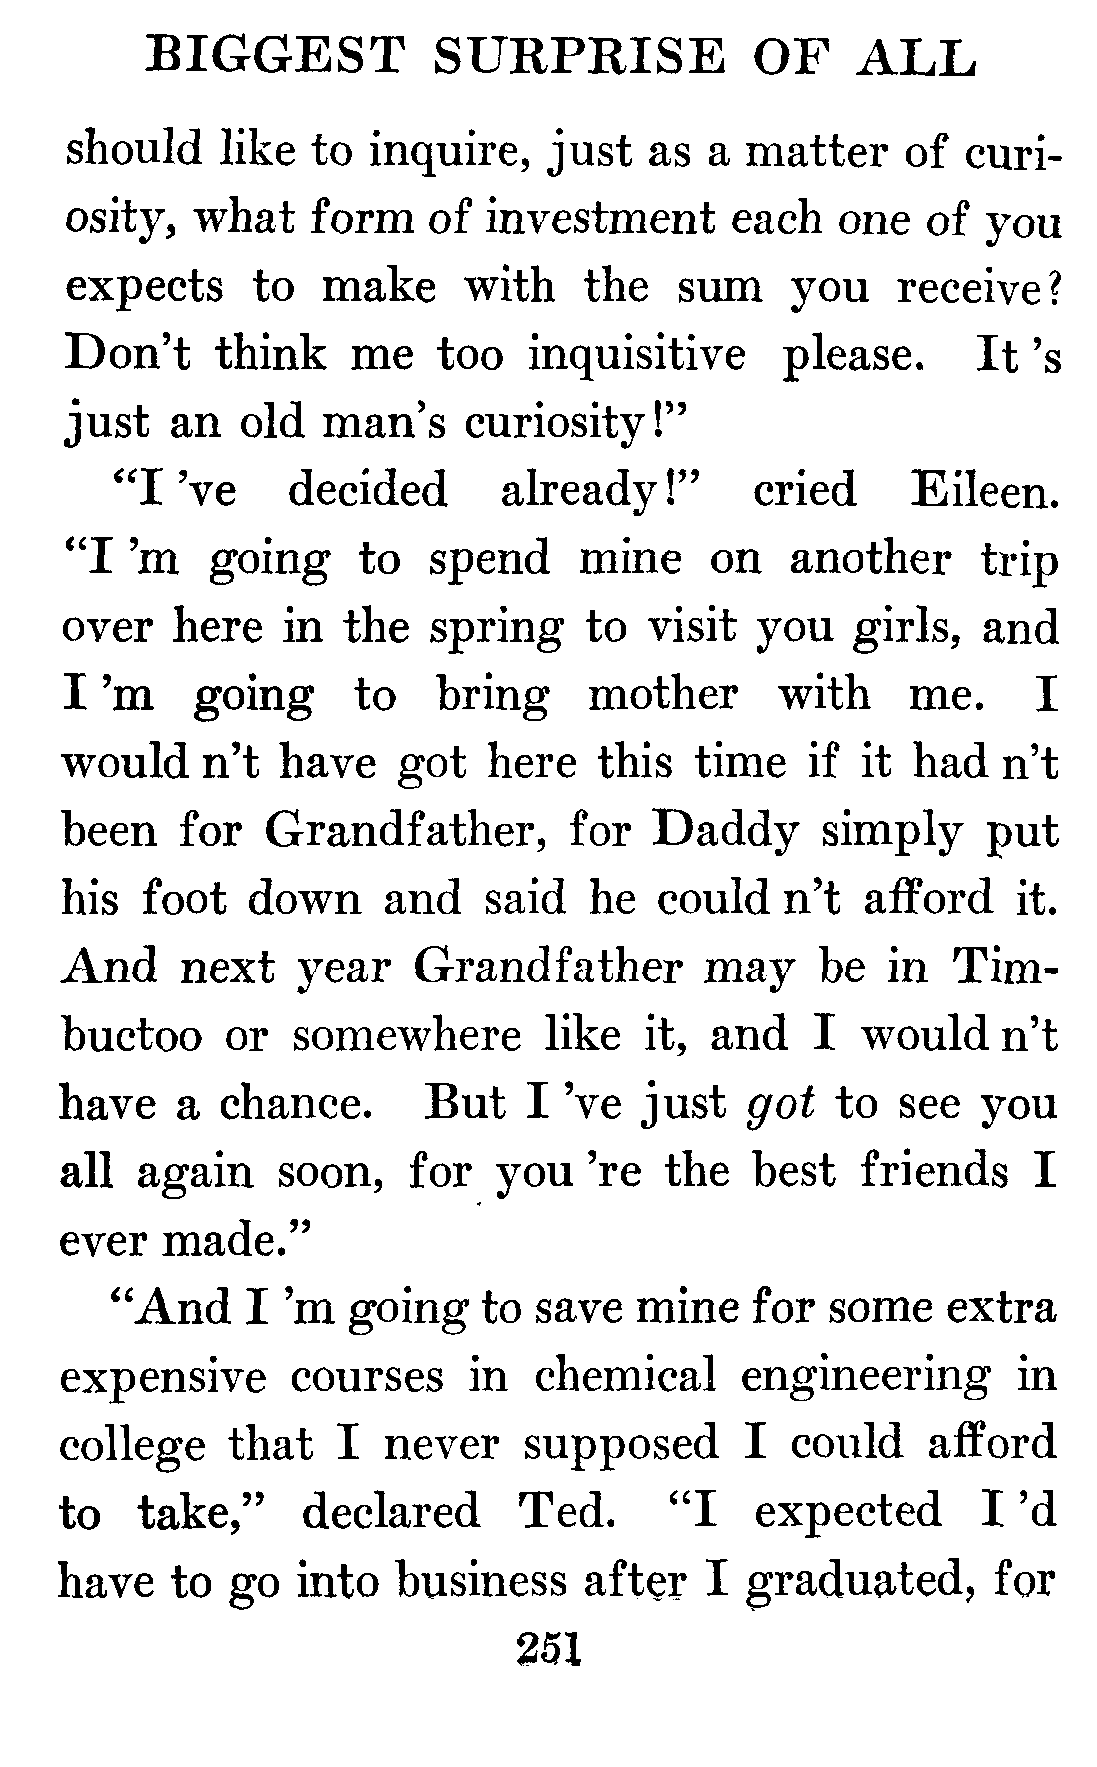 BIGGEST SURPRISE OF ALL
should like to inquire, just as a matter of curi-
osity, what form of investment each one of you
expects to make with the sum you receive?
Don't think me too inquisitive please. It 's
just an old man's curiosity!"
"I 've decided already!" cried Eileen.
"I 'm going to spend mine on another trip
over here in the spring to visit you girls, and
I 'm going to bring mother with me. I
would n't have got here this time if it had n't
been for Grandfather, for Daddy simply put
his foot down and said he could n't afford it.
And next year Grandfather may be in Tim-
buctoo or somewhere like it, and I would n't
have a chance. But I 've just got to see you
all again soon, for you 're the best friends I
ever made."
"And I 'm going to save mine for some extra
expensive courses in chemical engineering in
college that I never supposed I could afford
to take," declared Ted. "I expected I 'd
have to go into business after I graduated, for
251